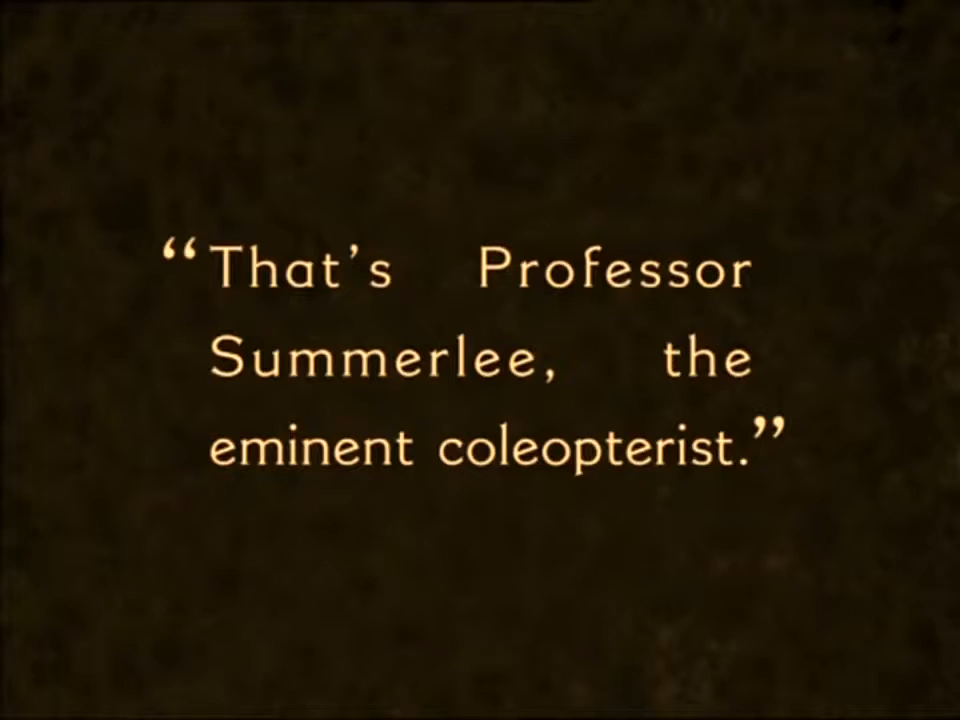 “That’s Professor
Summerlee, the
eminent coleopterist.”